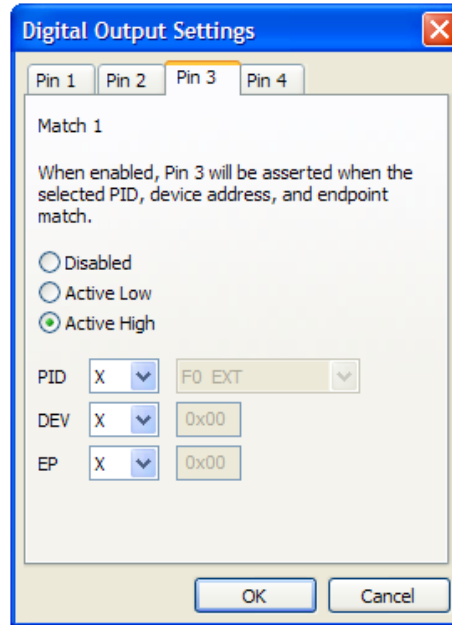 Digital Output Settings
Pin 1 Pin 2 Pin 3 Pin 4
Match 1
When enabled, Pin 3 will be asserted when the
selected PID, device address, and endpoint
match.
Disabled
Active Low
Active High
PID X F0 EXT
DEV X 0x00
EP X 0x00
OK Cancel